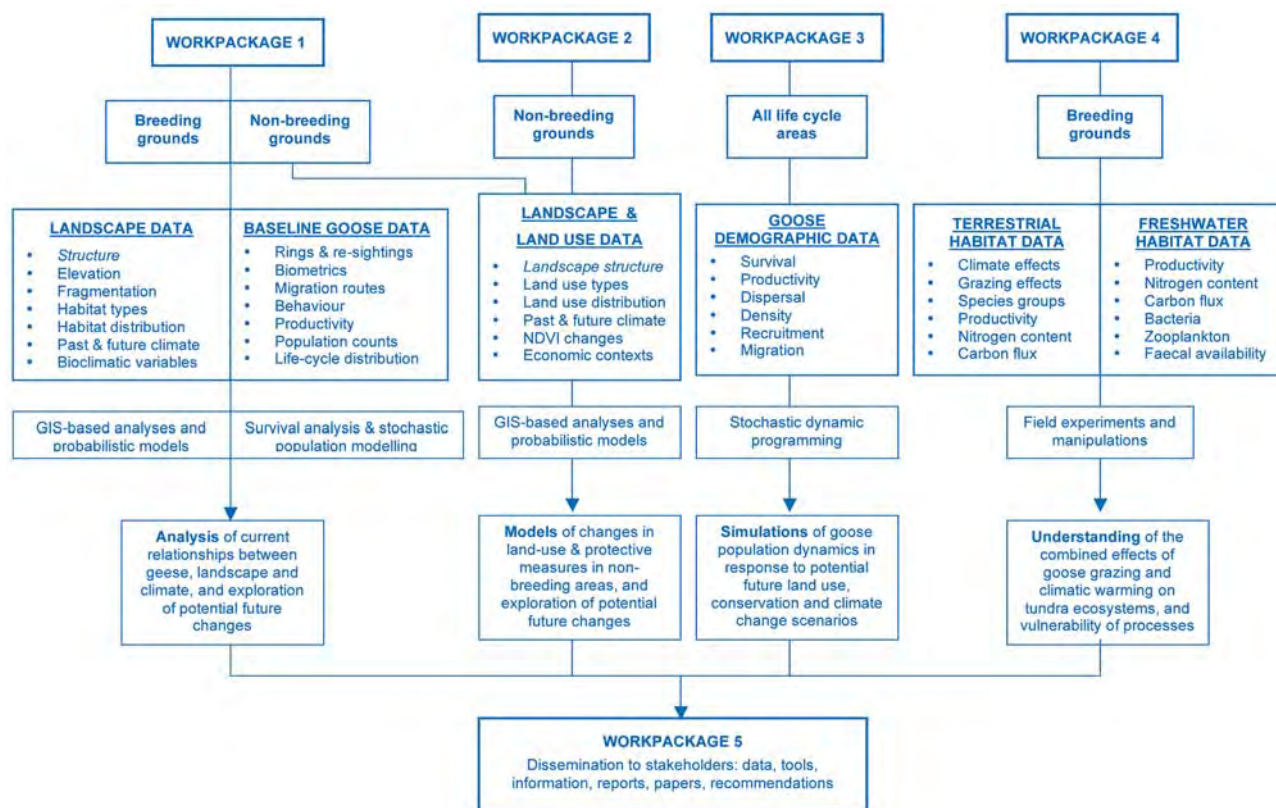 WORKPACKAGE 1
WORKPACKAGE 2
WORKPACKAGE 3
WORKPACKAGE 4
Breeding
grounds
Non-breeding
grounds
Non-breeding
grounds
All life cycle
areas
Breeding
grounds
LANDSCAPE DATA
• Structure
• Elevation
• Fragmentation
• Habitat types
• Habitat distribution
• Past & future climate
• Bioclimatic variables
BASELINE GOOSE DATA
• Rings & re-sightings
• Biometrics
• Migration routes
• Behaviour
• Productivity
• Population counts
• Life-cycle distribution
LANDSCAPE &
LAND USE DATA
• Landscape structure
• Land use types
• Land use distribution
• Past & future climate
• NDVI changes
• Economic contexts
GOOSE
DEMOGRAPHIC DATA
• Survival
• Productivity
• Dispersal
• Density
• Recruitment
• Migration
TERRESTRIAL
HABITAT DATA
• Climate effects
• Grazing effects
• Species groups
• Productivity
• Nitrogen content
• Carbon flux
FRESHWATER
HABITAT DATA
• Productivity
• Nitrogen content
• Carbon flux
• Bacteria
• Zooplankton
• Faecal availability
GIS-based analyses and
probabilistic models
Survival analysis & stochastic
population modelling
GIS-based analyses and
probabilistic models
Stochastic dynamic
programming
Field experiments and
manipulations
Analysis of current
relationships between
geese, landscape and
climate, and exploration
of potential future
changes
Models of changes in
land-use & protective
measures in non-
breeding areas, and
exploration of potential
future changes
Simulations of goose
population dynamics in
response to potential
future land use,
conservation and climate
change scenarios
Understanding of the
combined effects of
goose grazing and
climatic warming on
tundra ecosystems, and
vulnerability of processes
WORKPACKAGE 5
Dissemination to stakeholders: data, tools,
information, reports, papers, recommendations